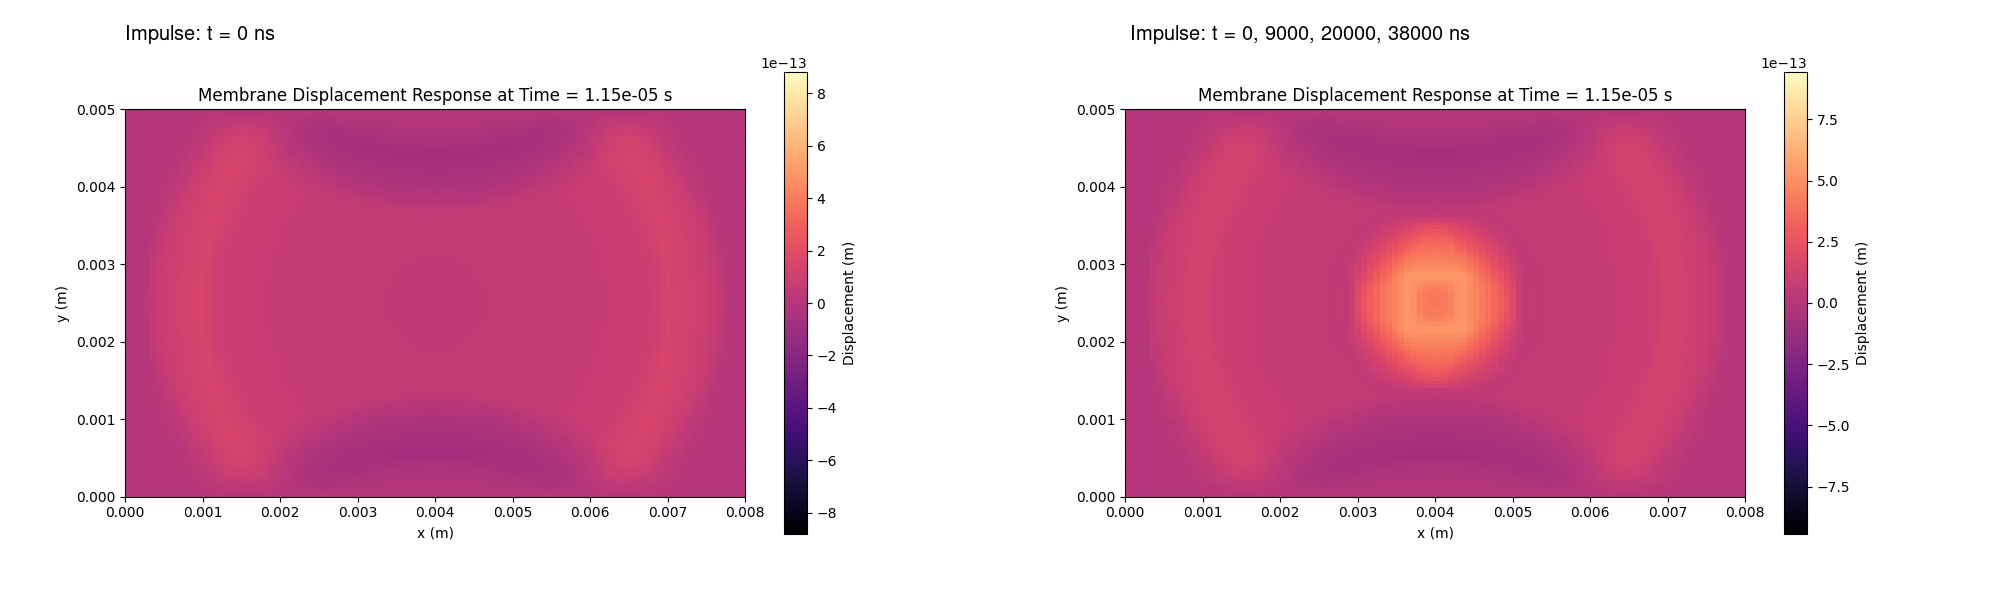 Impulse: t = 0 ns
1e−13
Membrane Displacement Response at Time = 1.15e-05 s
0.005
0.004
0.003
0.002
0.001
0.000
y (m)
0.000 0.001 0.002 0.003 0.004 0.005 0.006 0.007 0.008
x (m)
8
6
4
2
0
−2
−4
−6
−8
Displacement (m)
Impulse: t = 0, 9000, 20000, 38000 ns
1e−13
Membrane Displacement Response at Time = 1.15e-05 s
0.005
0.004
0.003
0.002
0.001
0.000
y (m)
0.000 0.001 0.002 0.003 0.004 0.005 0.006 0.007 0.008
x (m)
7.5
5.0
2.5
0.0
−2.5
−5.0
−7.5
Displacement (m)